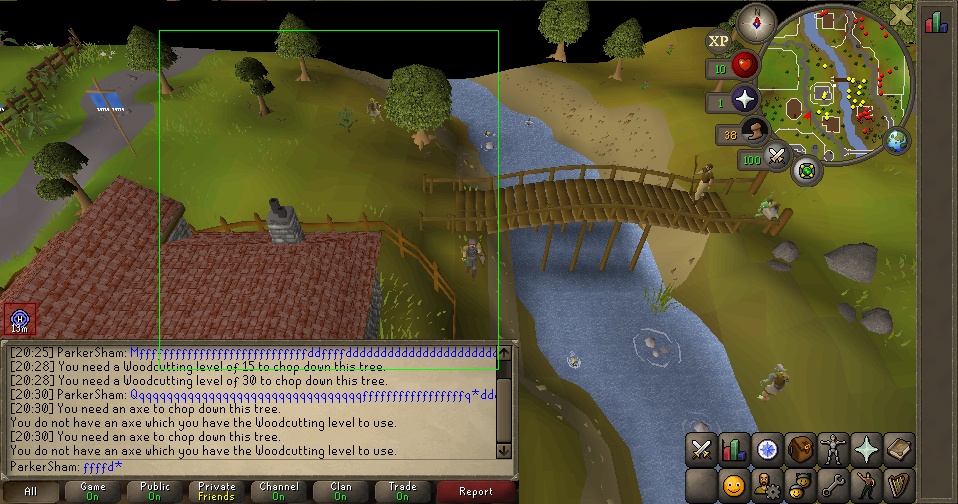 XP
10
1
38
100
13m
[20:25] ParkerSham:
[20:28] You need a Woodcutting level of 15 to chop down this tree.
[20:28] You need a Woodcutting level of 30 to chop down this tree.
[20:30] ParkerSham:
[20:30] You need an axe to chop down this tree.
You do not have an axe which you have the Woodcutting level to use.
[20:30] You need an axe to chop down this tree.
You do not have an axe which you have the Woodcutting level to use.
ParkerSham: ffffd*
All
Game
On
Public
On
Private
Friends
Channel
On
Clan
On
Trade
On
Report